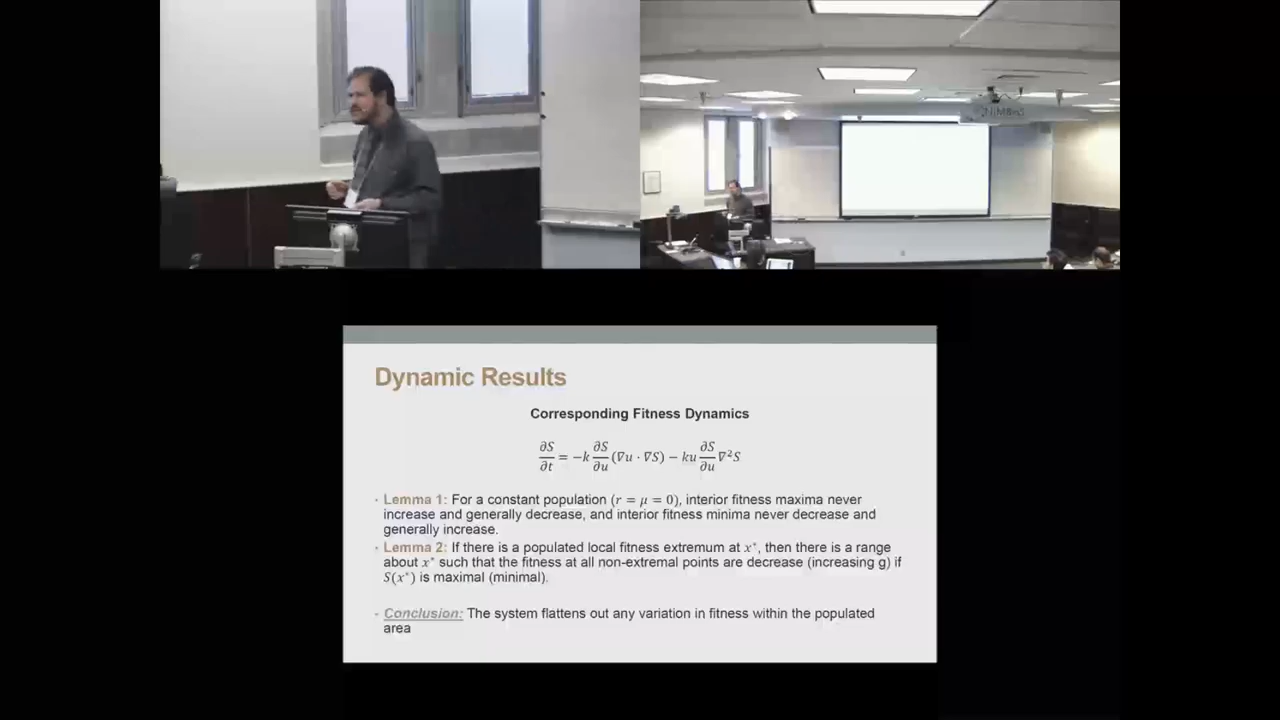 Dynamic Results
Corresponding Fitness Dynamics
∂S/∂t = −k ∂S/∂u (∇u · ∇S) − ku ∂S/∂u ∇²S
· Lemma 1: For a constant population (r = μ = 0), interior fitness maxima never
increase and generally decrease, and interior fitness minima never decrease and
generally increase.
· Lemma 2: If there is a populated local fitness extremum at x*, then there is a range
about x* such that the fitness at all non-extremal points are decrease (increasing g) if
S(x*) is maximal (minimal).
· Conclusion: The system flattens out any variation in fitness within the populated
area